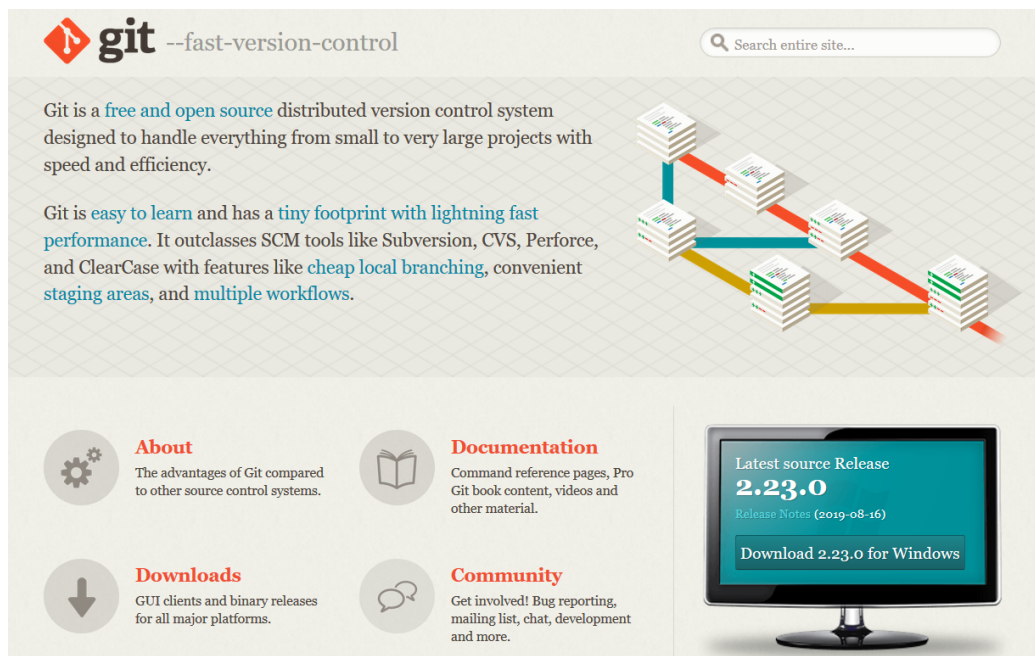 git --fast-version-control
Search entire site...
Git is a free and open source distributed version control system
designed to handle everything from small to very large projects with
speed and efficiency.
Git is easy to learn and has a tiny footprint with lightning fast
performance. It outclasses SCM tools like Subversion, CVS, Perforce,
and ClearCase with features like cheap local branching, convenient
staging areas, and multiple workflows.
About
The advantages of Git compared
to other source control systems.
Documentation
Command reference pages, Pro
Git book content, videos and
other material.
Downloads
GUI clients and binary releases
for all major platforms.
Community
Get involved! Bug reporting,
mailing list, chat, development
and more.
Latest source Release
2.23.0
Release Notes (2019-08-16)
Download 2.23.0 for Windows